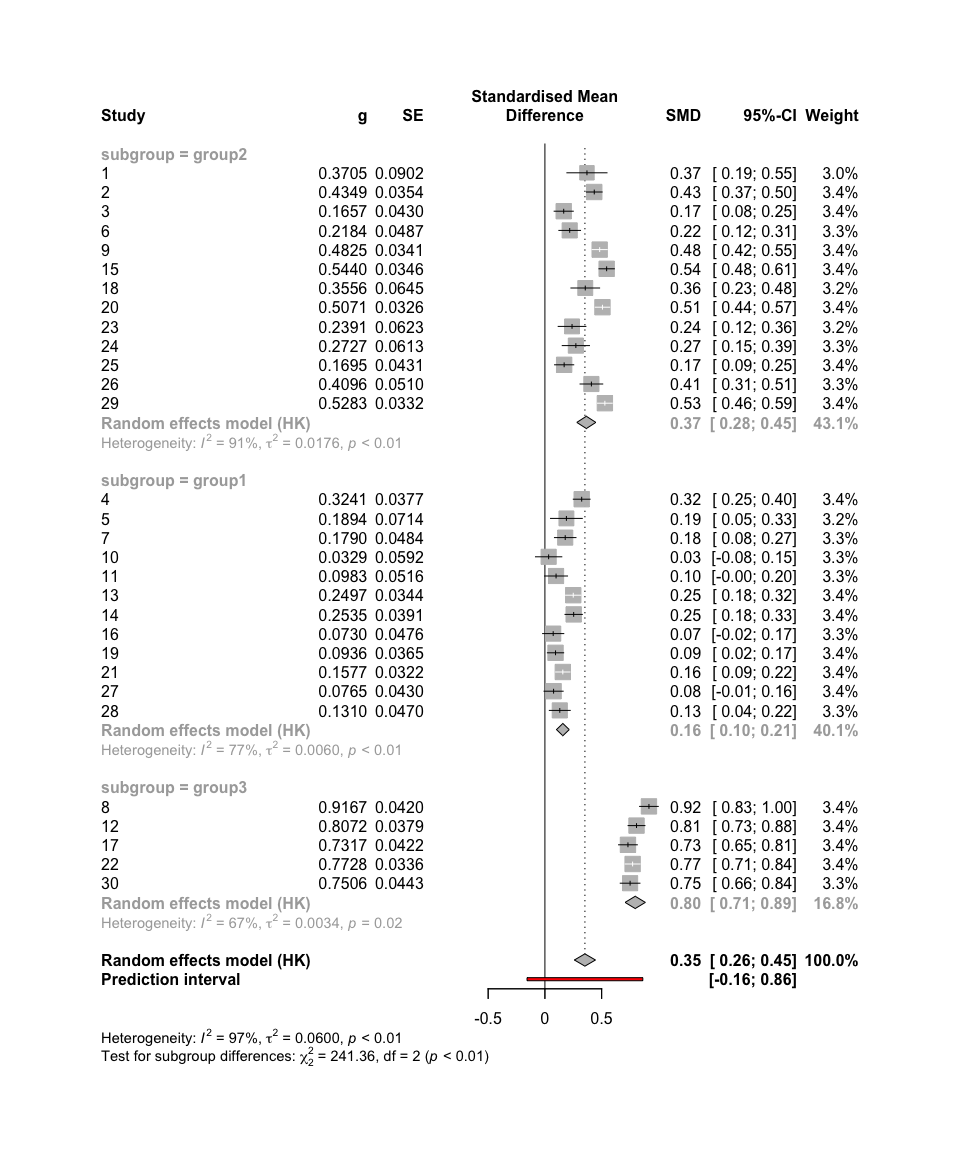 Standardised Mean
Study g SE Difference SMD 95%-CI Weight
subgroup = group2
1 0.3705 0.0902 0.37 [ 0.19; 0.55] 3.0%
2 0.4349 0.0354 0.43 [ 0.37; 0.50] 3.4%
3 0.1657 0.0430 0.17 [ 0.08; 0.25] 3.4%
6 0.2184 0.0487 0.22 [ 0.12; 0.31] 3.3%
9 0.4825 0.0341 0.48 [ 0.42; 0.55] 3.4%
15 0.5440 0.0346 0.54 [ 0.48; 0.61] 3.4%
18 0.3556 0.0645 0.36 [ 0.23; 0.48] 3.2%
20 0.5071 0.0326 0.51 [ 0.44; 0.57] 3.4%
23 0.2391 0.0623 0.24 [ 0.12; 0.36] 3.2%
24 0.2727 0.0613 0.27 [ 0.15; 0.39] 3.3%
25 0.1695 0.0431 0.17 [ 0.09; 0.25] 3.4%
26 0.4096 0.0510 0.41 [ 0.31; 0.51] 3.3%
29 0.5283 0.0332 0.53 [ 0.46; 0.59] 3.4%
Random effects model (HK) 0.37 [ 0.28; 0.45] 43.1%
Heterogeneity: I² = 91%, τ² = 0.0176, p < 0.01
subgroup = group1
4 0.3241 0.0377 0.32 [ 0.25; 0.40] 3.4%
5 0.1894 0.0714 0.19 [ 0.05; 0.33] 3.2%
7 0.1790 0.0484 0.18 [ 0.08; 0.27] 3.3%
10 0.0329 0.0592 0.03 [-0.08; 0.15] 3.3%
11 0.0983 0.0516 0.10 [-0.00; 0.20] 3.3%
13 0.2497 0.0344 0.25 [ 0.18; 0.32] 3.4%
14 0.2535 0.0391 0.25 [ 0.18; 0.33] 3.4%
16 0.0730 0.0476 0.07 [-0.02; 0.17] 3.3%
19 0.0936 0.0365 0.09 [ 0.02; 0.17] 3.4%
21 0.1577 0.0322 0.16 [ 0.09; 0.22] 3.4%
27 0.0765 0.0430 0.08 [-0.01; 0.16] 3.4%
28 0.1310 0.0470 0.13 [ 0.04; 0.22] 3.3%
Random effects model (HK) 0.16 [ 0.10; 0.21] 40.1%
Heterogeneity: I² = 77%, τ² = 0.0060, p < 0.01
subgroup = group3
8 0.9167 0.0420 0.92 [ 0.83; 1.00] 3.4%
12 0.8072 0.0379 0.81 [ 0.73; 0.88] 3.4%
17 0.7317 0.0422 0.73 [ 0.65; 0.81] 3.4%
22 0.7728 0.0336 0.77 [ 0.71; 0.84] 3.4%
30 0.7506 0.0443 0.75 [ 0.66; 0.84] 3.3%
Random effects model (HK) 0.80 [ 0.71; 0.89] 16.8%
Heterogeneity: I² = 67%, τ² = 0.0034, p = 0.02
Random effects model (HK) 0.35 [ 0.26; 0.45] 100.0%
Prediction interval [-0.16; 0.86]
-0.5 0 0.5
Heterogeneity: I² = 97%, τ² = 0.0600, p < 0.01
Test for subgroup differences: χ²₂ = 241.36, df = 2 (p < 0.01)